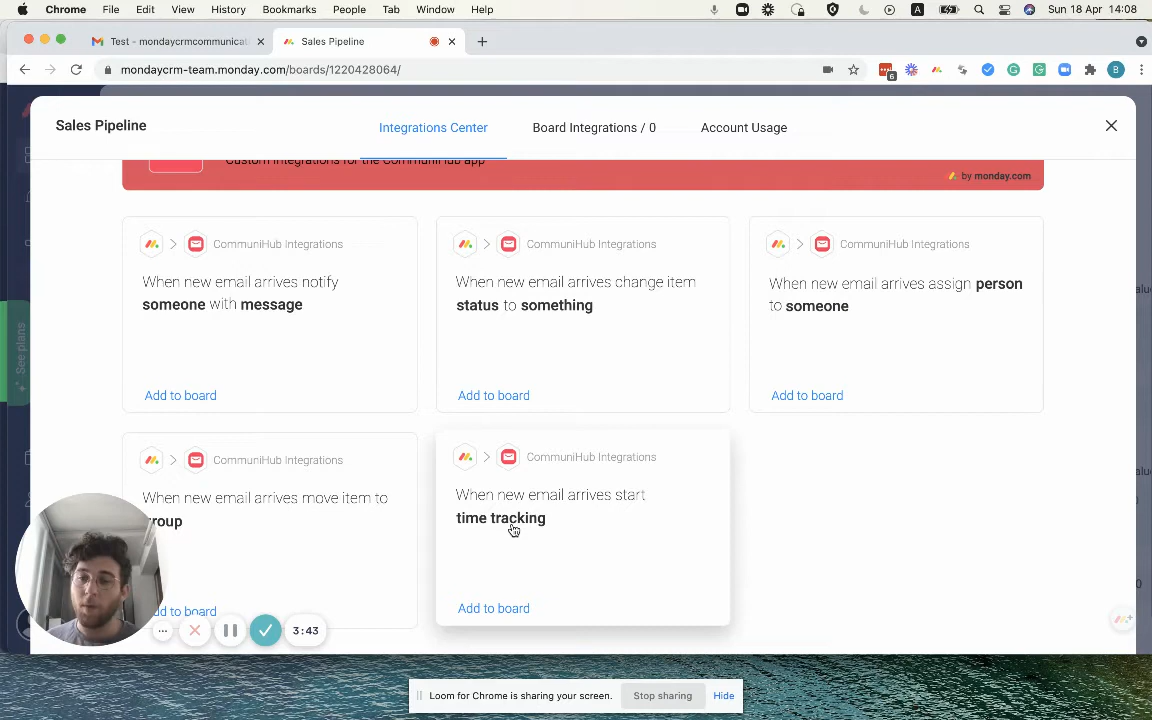 Chrome File Edit View History Bookmarks People Tab Window Help
A
Sun 18 Apr 14:08
Test - mondaycrmcommunicat
Sales Pipeline
mondaycrm-team.monday.com/boards/1220428064/
6
B
Sales Pipeline
Integrations Center
Board Integrations / 0
Account Usage
Custom integrations for the CommuniHub app
by monday.com
See plans
CommuniHub Integrations
When new email arrives notify
someone with message
Add to board
CommuniHub Integrations
When new email arrives change item
status to something
Add to board
CommuniHub Integrations
When new email arrives assign person
to someone
Add to board
CommuniHub Integrations
When new email arrives move item to
group
Add to board
CommuniHub Integrations
When new email arrives start
time tracking
Add to board
3:43
Loom for Chrome is sharing your screen.
Stop sharing
Hide